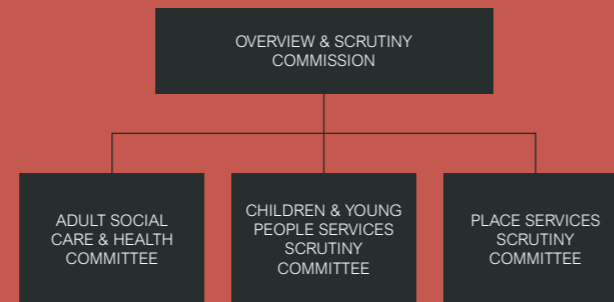 OVERVIEW & SCRUTINY
COMMISSION
ADULT SOCIAL
CARE & HEALTH
COMMITTEE
CHILDREN & YOUNG
PEOPLE SERVICES
SCRUTINY
COMMITTEE
PLACE SERVICES
SCRUTINY
COMMITTEE